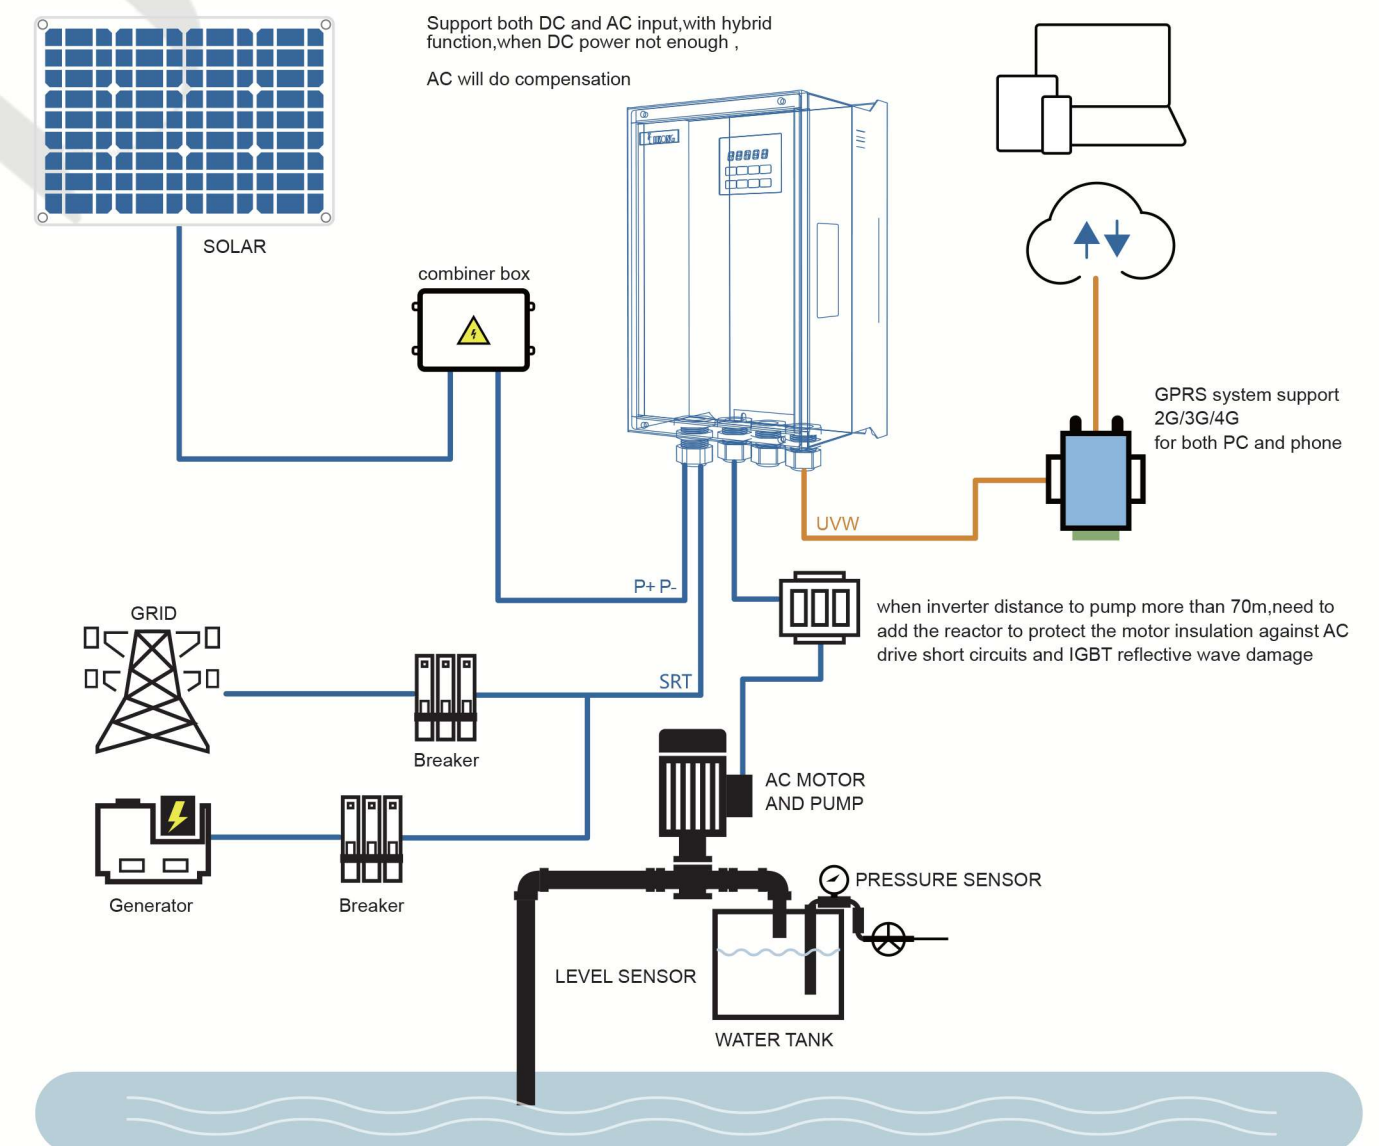 Support both DC and AC input,with hybrid
function,when DC power not enough ,
AC will do compensation
SOLAR
combiner box
GPRS system support
2G/3G/4G
for both PC and phone
UVW
P+ P-
when inverter distance to pump more than 70m,need to
add the reactor to protect the motor insulation against AC
drive short circuits and IGBT reflective wave damage
GRID
SRT
Breaker
AC MOTOR
AND PUMP
Generator
Breaker
PRESSURE SENSOR
LEVEL SENSOR
WATER TANK